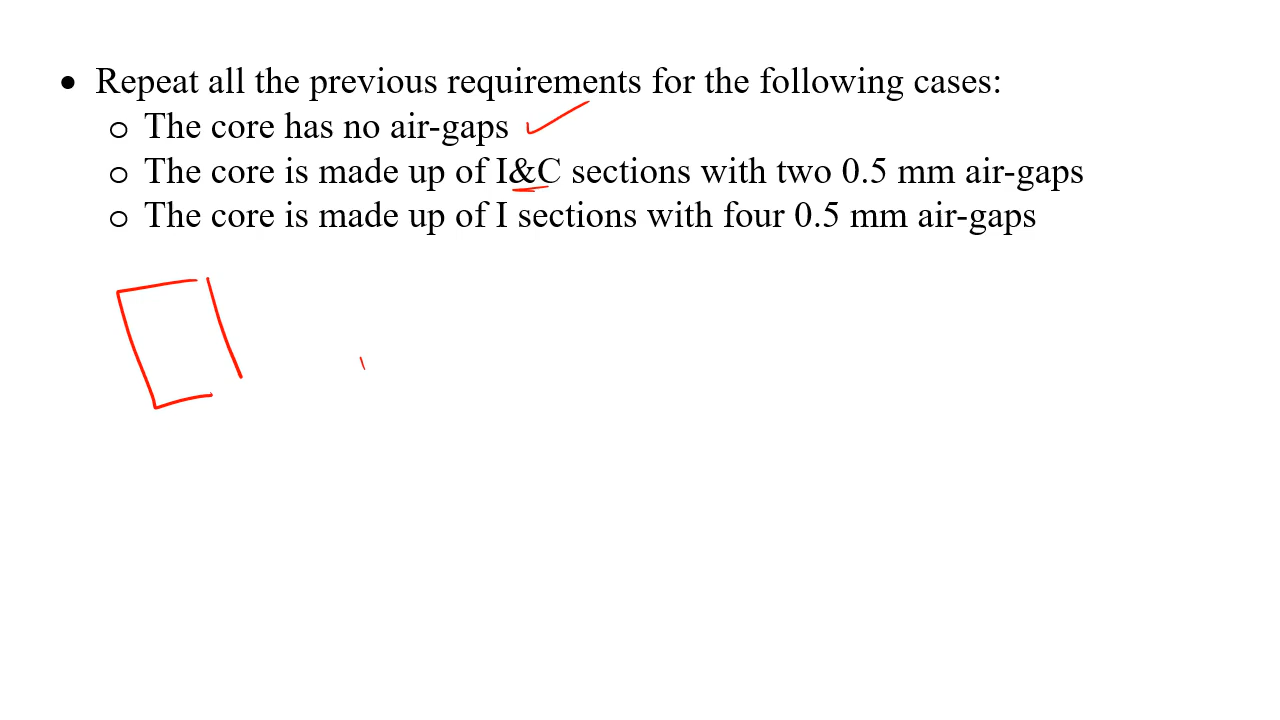 • Repeat all the previous requirements for the following cases:
o The core has no air-gaps
o The core is made up of I&C sections with two 0.5 mm air-gaps
o The core is made up of I sections with four 0.5 mm air-gaps